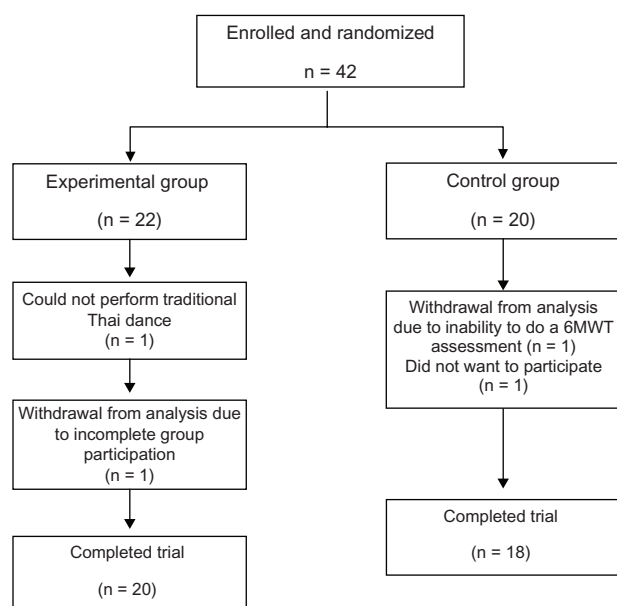 Enrolled and randomized
n = 42
Experimental group
(n = 22)
Control group
(n = 20)
Could not perform traditional
Thai dance
(n = 1)
Withdrawal from analysis
due to inability to do a 6MWT
assessment (n = 1)
Did not want to participate
(n = 1)
Withdrawal from analysis due
to incomplete group
participation
(n = 1)
Completed trial
(n = 20)
Completed trial
(n = 18)